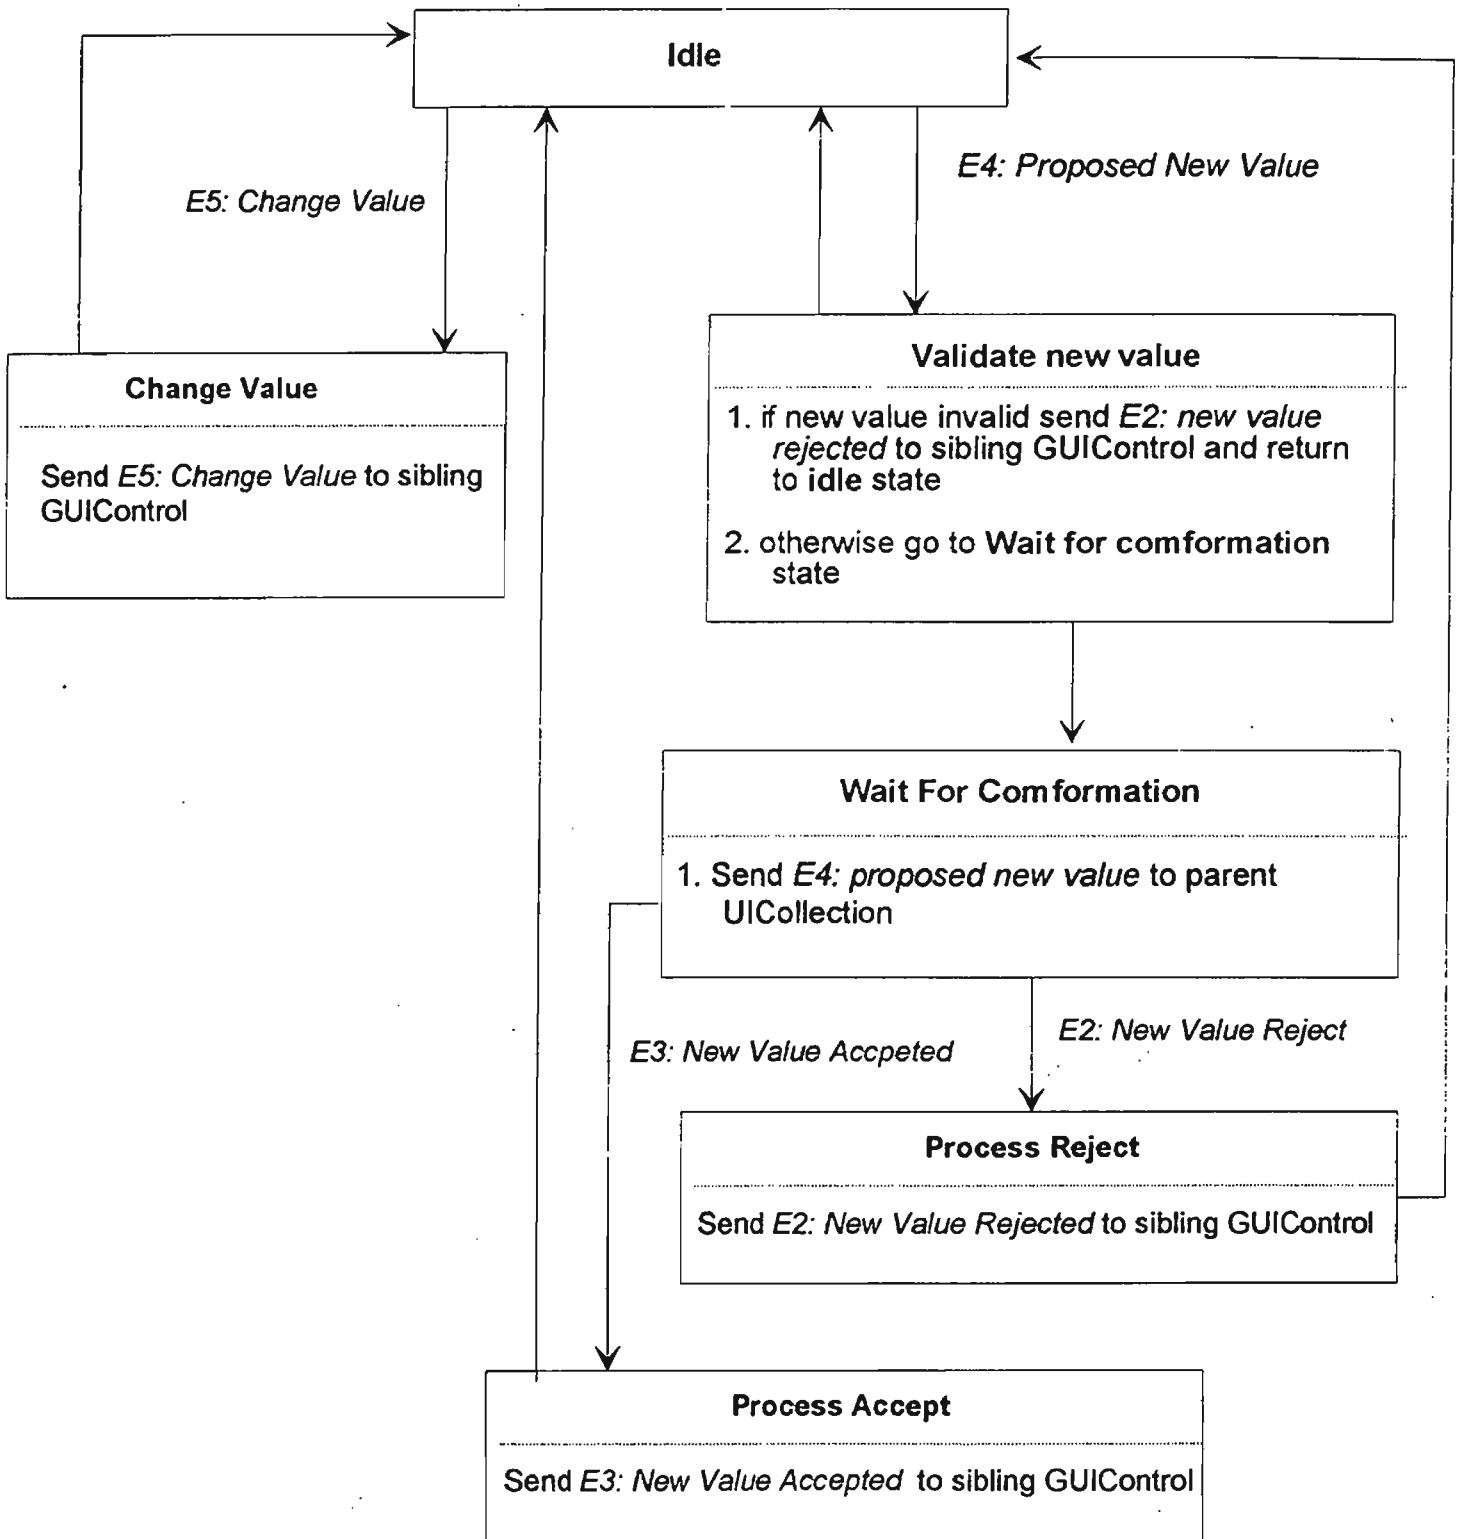 Idle
E4: Proposed New Value
E5: Change Value
Validate new value
1. if new value invalid send E2: new value
rejected to sibling GUIControl and return
to idle state
2. otherwise go to Wait for comformation
state
Change Value
Send E5: Change Value to sibling
GUIControl
Wait For Comformation
1. Send E4: proposed new value to parent
UICollection
E2: New Value Reject
E3: New Value Accpeted
Process Reject
Send E2: New Value Rejected to sibling GUIControl
Process Accept
Send E3: New Value Accepted to sibling GUIControl